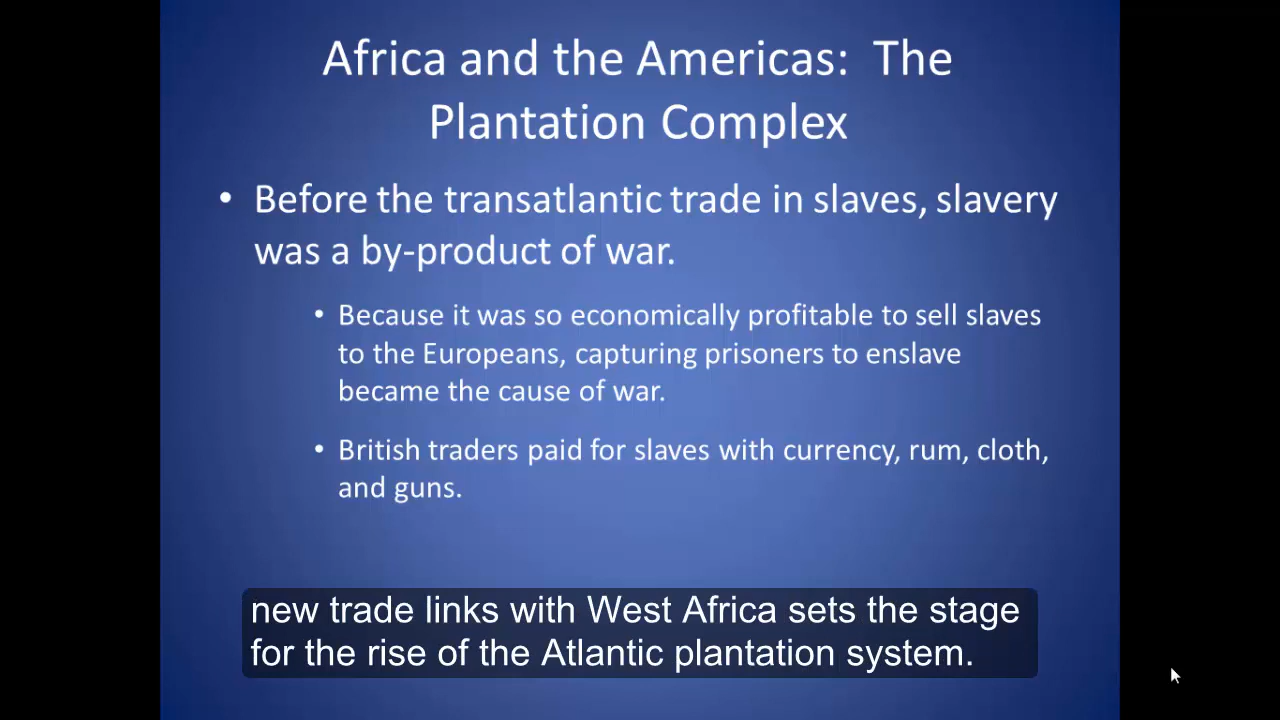 Africa and the Americas:  The
Plantation Complex
• Before the transatlantic trade in slaves, slavery
was a by-product of war.
• Because it was so economically profitable to sell slaves
to the Europeans, capturing prisoners to enslave
became the cause of war.
• British traders paid for slaves with currency, rum, cloth,
and guns.
new trade links with West Africa sets the stage
for the rise of the Atlantic plantation system.